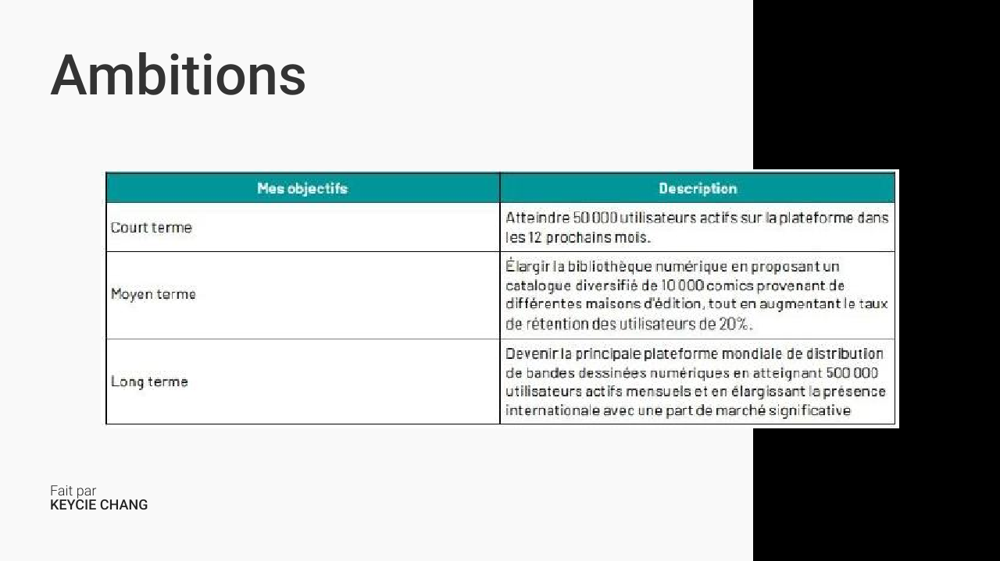 Ambitions
Mes objectifs
Description
Court terme
Atteindre 50 000 utilisateurs actifs sur la plateforme dans
les 12 prochains mois.
Moyen terme
Élargir la bibliothèque numérique en proposant un
catalogue diversifié de 10 000 comics provenant de
différentes maisons d'édition, tout en augmentant le taux
de rétention des utilisateurs de 20%.
Long terme
Devenir la principale plateforme mondiale de distribution
de bandes dessinées numériques en atteignant 500 000
utilisateurs actifs mensuels et en élargissant la présence
internationale avec une part de marché significative
Fait par
KEYCIE CHANG